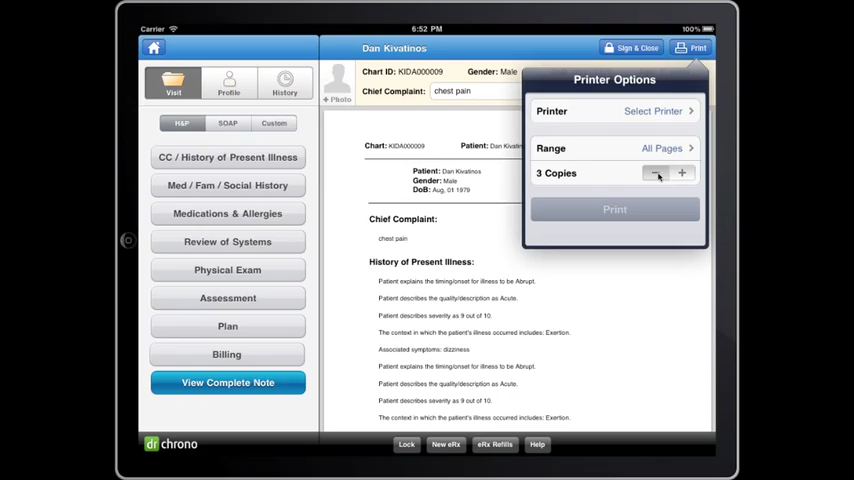 Carrier 6:52 PM 100%
Dan Kivatinos
Sign & Close
Print
Visit
Profile
History
+ Photo
Chart ID: KIDA000009 Gender: Male
Chief Complaint: chest pain
H&P
SOAP
Custom
CC / History of Present Illness
Med / Fam / Social History
Medications & Allergies
Review of Systems
Physical Exam
Assessment
Plan
Billing
View Complete Note
Printer Options
Printer Select Printer
Range All Pages
3 Copies - +
Print
Chart: KIDA000009 Patient: Dan
Patient: Dan Kivatinos
Gender: Male
DoB: Aug. 01 1979
Chief Complaint:
chest pain
History of Present Illness:
Patient explains the timing/onset for illness to be Abrupt.
Patient describes the quality/description as Acute.
Patient describes severity as 9 out of 10.
The context in which the patient's illness occurred includes: Exertion.
Associated symptoms: dizziness
Patient explains the timing/onset for illness to be Abrupt.
Patient describes the quality/description as Acute.
Patient describes severity as 9 out of 10.
The context in which the patient's illness occurred includes: Exertion.
dr chrono
Lock
New eRx
eRx Refills
Help